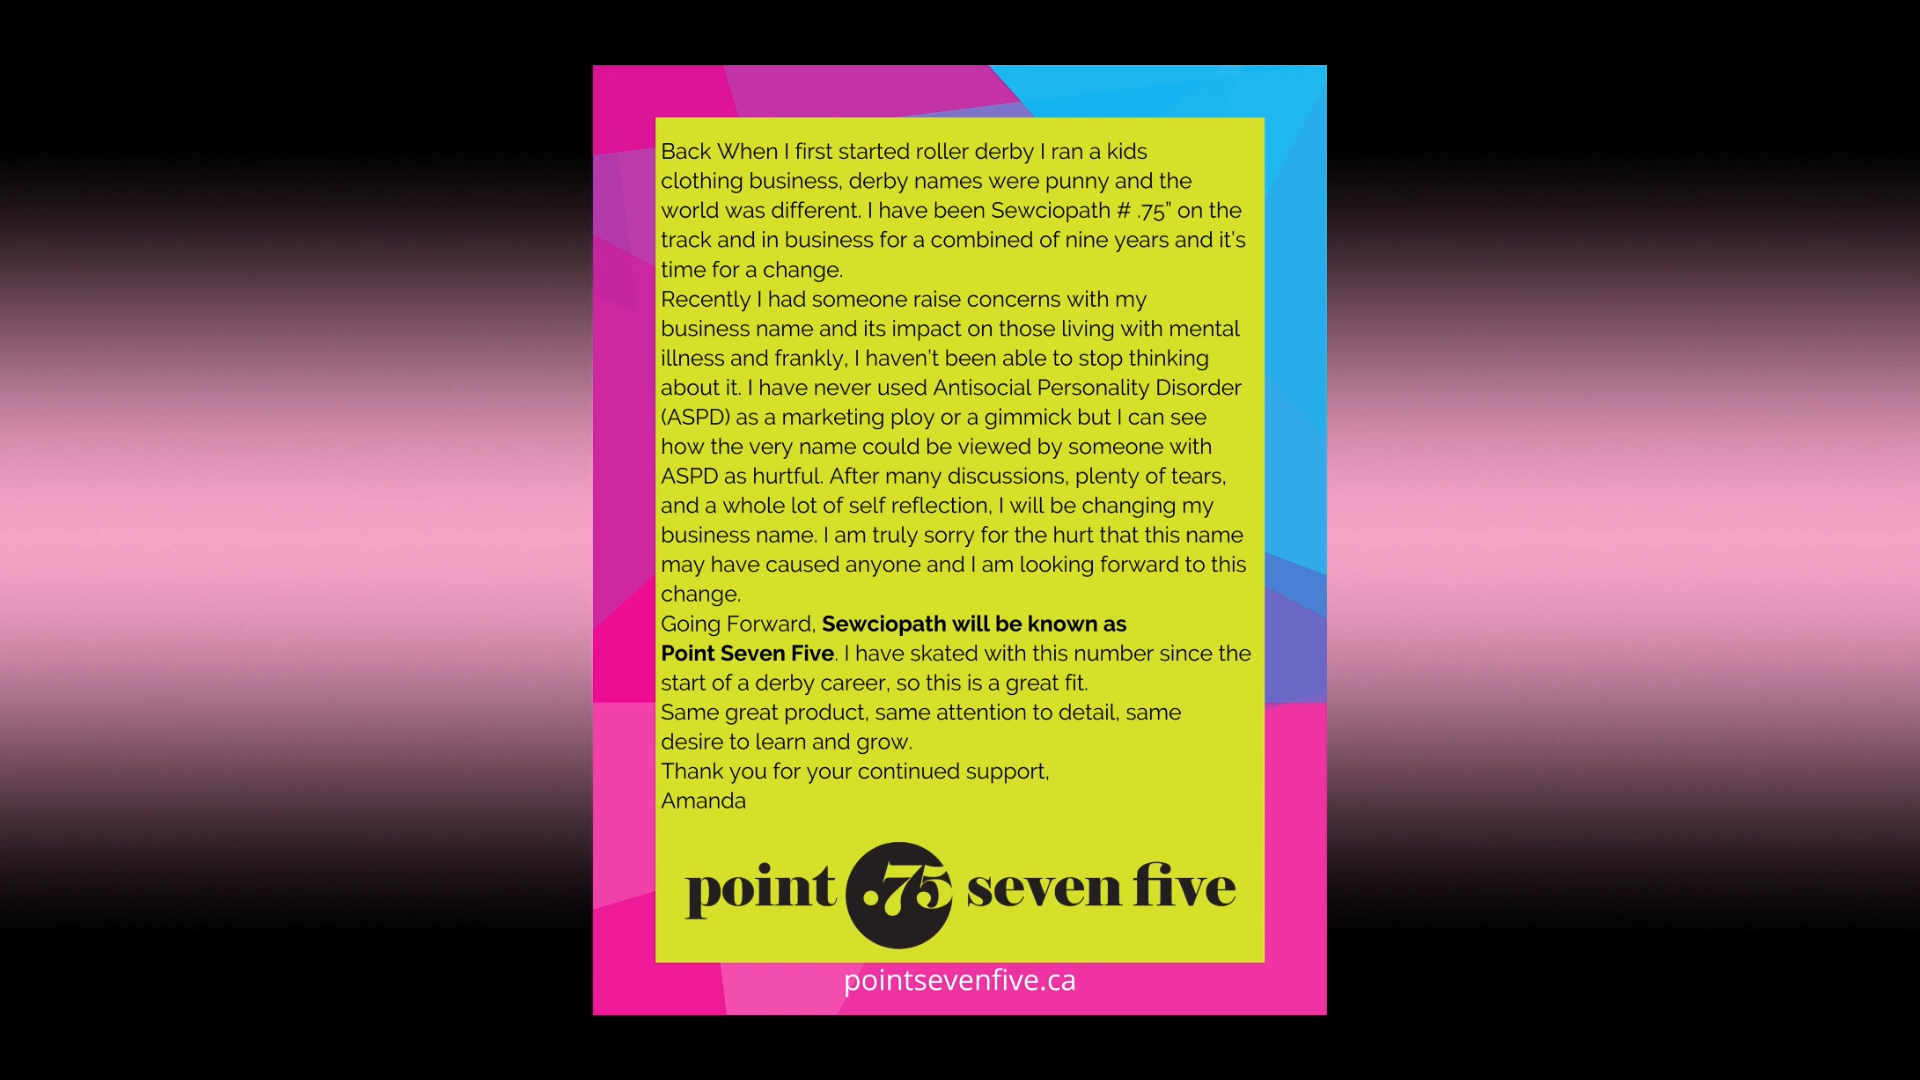 Back When I first started roller derby I ran a kids
clothing business, derby names were punny and the
world was different. I have been Sewciopath # .75” on the
track and in business for a combined of nine years and it’s
time for a change.
Recently I had someone raise concerns with my
business name and its impact on those living with mental
illness and frankly, I haven’t been able to stop thinking
about it. I have never used Antisocial Personality Disorder
(ASPD) as a marketing ploy or a gimmick but I can see
how the very name could be viewed by someone with
ASPD as hurtful. After many discussions, plenty of tears,
and a whole lot of self reflection, I will be changing my
business name. I am truly sorry for the hurt that this name
may have caused anyone and I am looking forward to this
change.
Going Forward, Sewciopath will be known as
Point Seven Five. I have skated with this number since the
start of a derby career, so this is a great fit.
Same great product, same attention to detail, same
desire to learn and grow.
Thank you for your continued support,
Amanda
point .75 seven five
pointsevenfive.ca